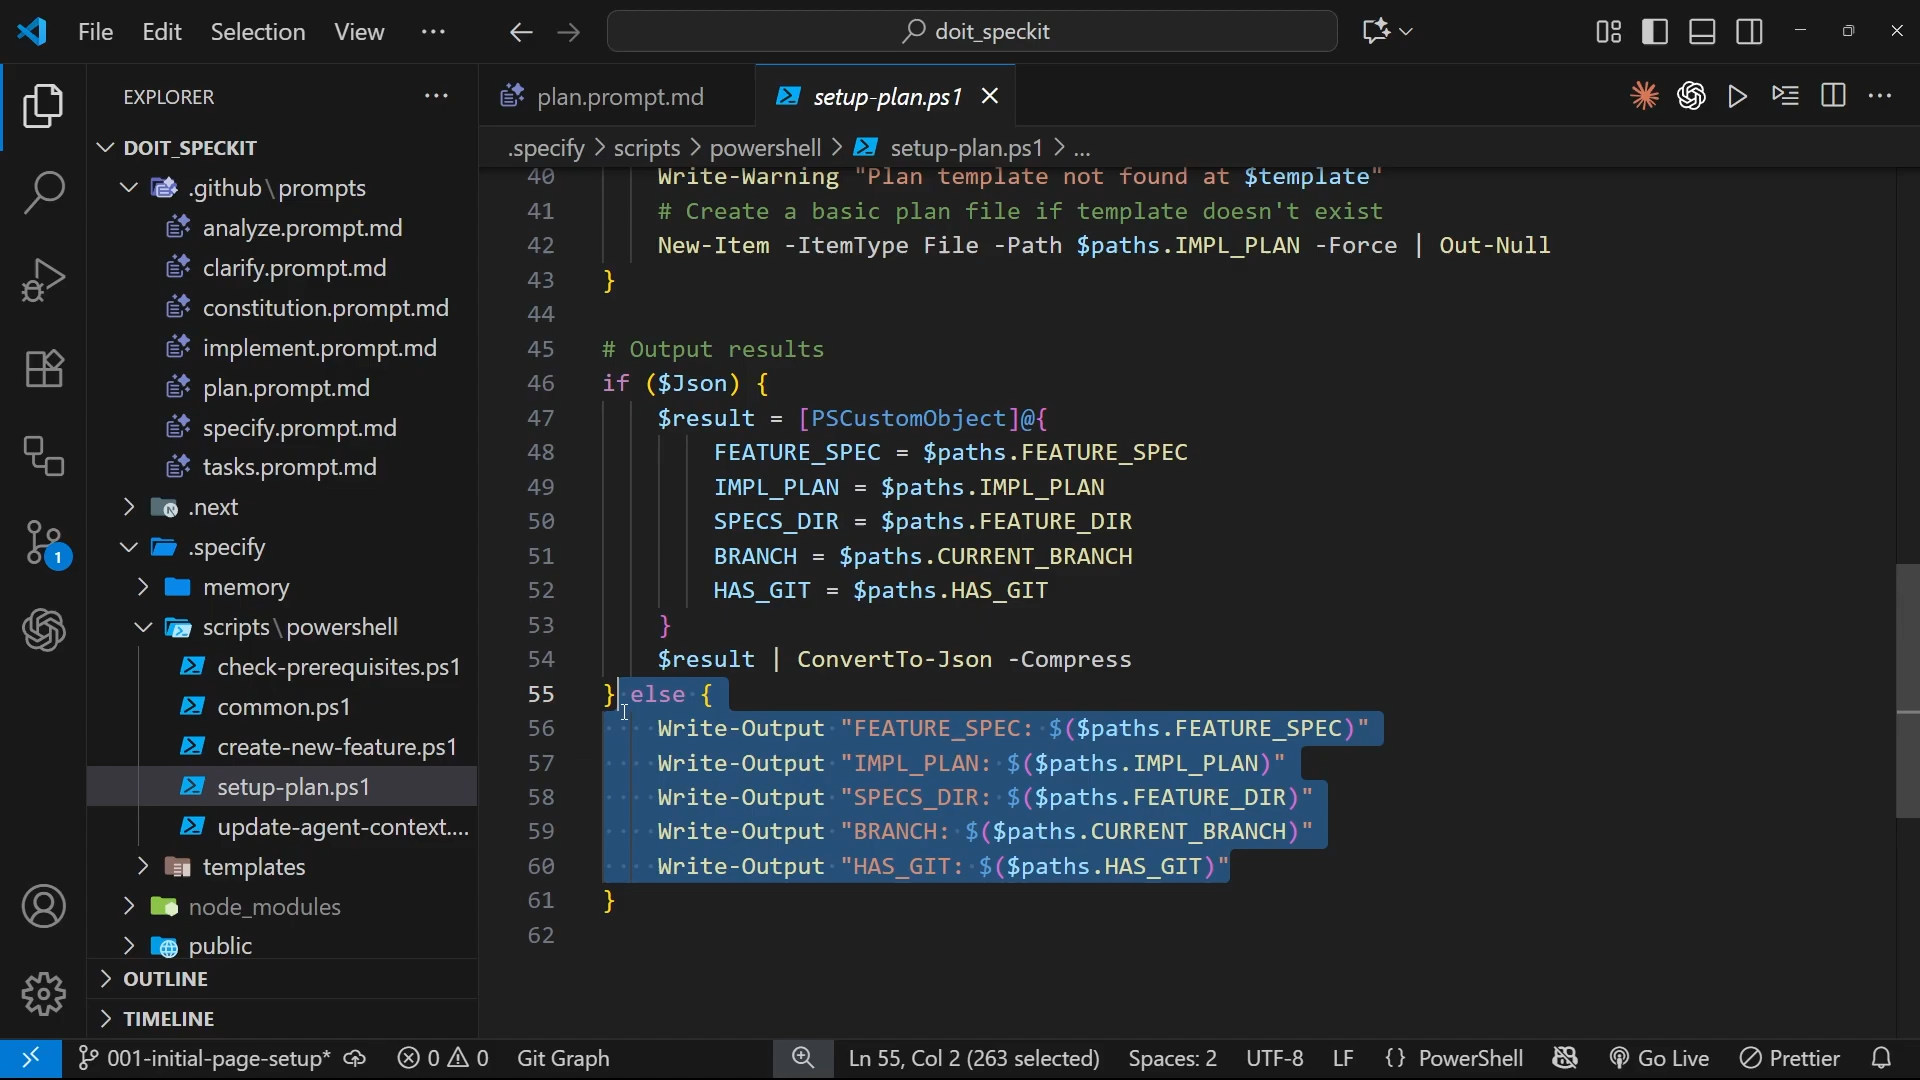 File Edit Selection View ··· doit_speckit
EXPLORER ···
DOIT_SPECKIT
.github\prompts
analyze.prompt.md
clarify.prompt.md
constitution.prompt.md
implement.prompt.md
plan.prompt.md
specify.prompt.md
tasks.prompt.md
.next
.specify
memory
scripts\powershell
check-prerequisites.ps1
common.ps1
create-new-feature.ps1
setup-plan.ps1
update-agent-context....
templates
node_modules
public
OUTLINE
TIMELINE
1
plan.prompt.md setup-plan.ps1
.specify > scripts > powershell > setup-plan.ps1 > ...
40 Write-Warning "Plan template not found at $template"
41 # Create a basic plan file if template doesn't exist
42 New-Item -ItemType File -Path $paths.IMPL_PLAN -Force | Out-Null
43 }
44
45 # Output results
46 if ($Json) {
47 $result = [PSCustomObject]@{
48 FEATURE_SPEC = $paths.FEATURE_SPEC
49 IMPL_PLAN = $paths.IMPL_PLAN
50 SPECS_DIR = $paths.FEATURE_DIR
51 BRANCH = $paths.CURRENT_BRANCH
52 HAS_GIT = $paths.HAS_GIT
53 }
54 $result | ConvertTo-Json -Compress
55 } else {
56 Write-Output "FEATURE_SPEC: $($paths.FEATURE_SPEC)"
57 Write-Output "IMPL_PLAN: $($paths.IMPL_PLAN)"
58 Write-Output "SPECS_DIR: $($paths.FEATURE_DIR)"
59 Write-Output "BRANCH: $($paths.CURRENT_BRANCH)"
60 Write-Output "HAS_GIT: $($paths.HAS_GIT)"
61 }
62
001-initial-page-setup* 0 0 Git Graph Ln 55, Col 2 (263 selected) Spaces: 2 UTF-8 LF {} PowerShell Go Live Prettier